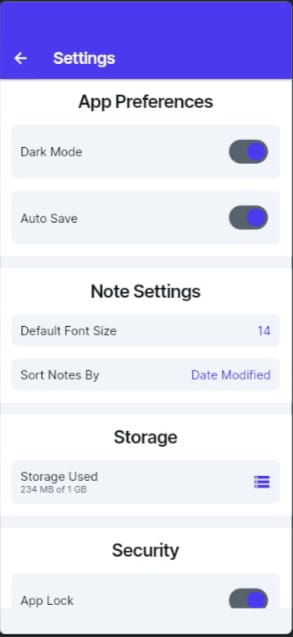 Settings
App Preferences
Dark Mode
Auto Save
Note Settings
Default Font Size 14
Sort Notes By Date Modified
Storage
Storage Used
234 MB of 1 GB
Security
App Lock